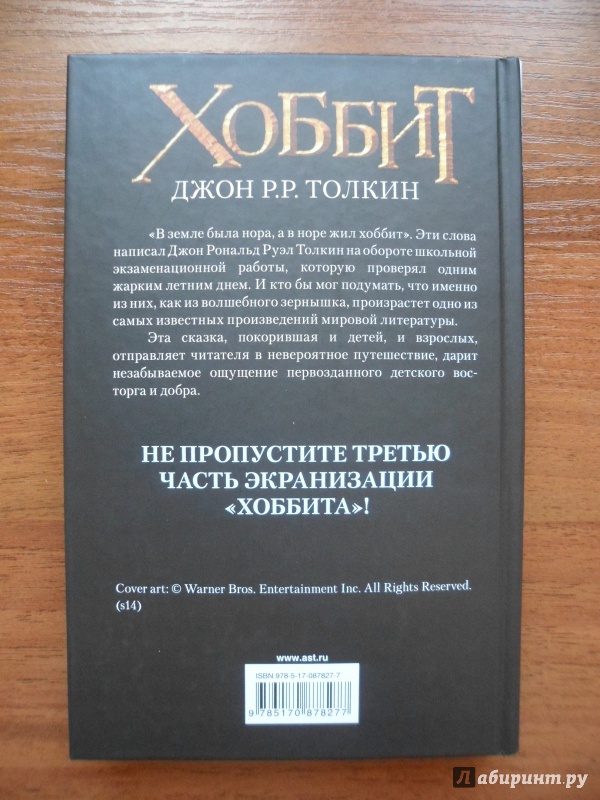 ХОББИТ
ДЖОН Р.Р. ТОЛКИН
«В земле была нора, а в норе жил хоббит». Эти слова
написал Джон Рональд Руэл Толкин на обороте школьной
экзаменационной работы, которую проверял одним
жарким летним днем. И кто бы мог подумать, что именно
из них, как из волшебного зернышка, произрастет одно из
самых известных произведений мировой литературы.
Эта сказка, покорившая и детей, и взрослых,
отправляет читателя в невероятное путешествие, дарит
незабываемое ощущение первозданного детского вос-
торга и добра.
НЕ ПРОПУСТИТЕ ТРЕТЬЮ
ЧАСТЬ ЭКРАНИЗАЦИИ
«ХОББИТА»!
Cover art: © Warner Bros. Entertainment Inc. All Rights Reserved.
(s14)
www.ast.ru
ISBN 978-5-17-087827-7
9 785170 878277
Лабиринт.ру